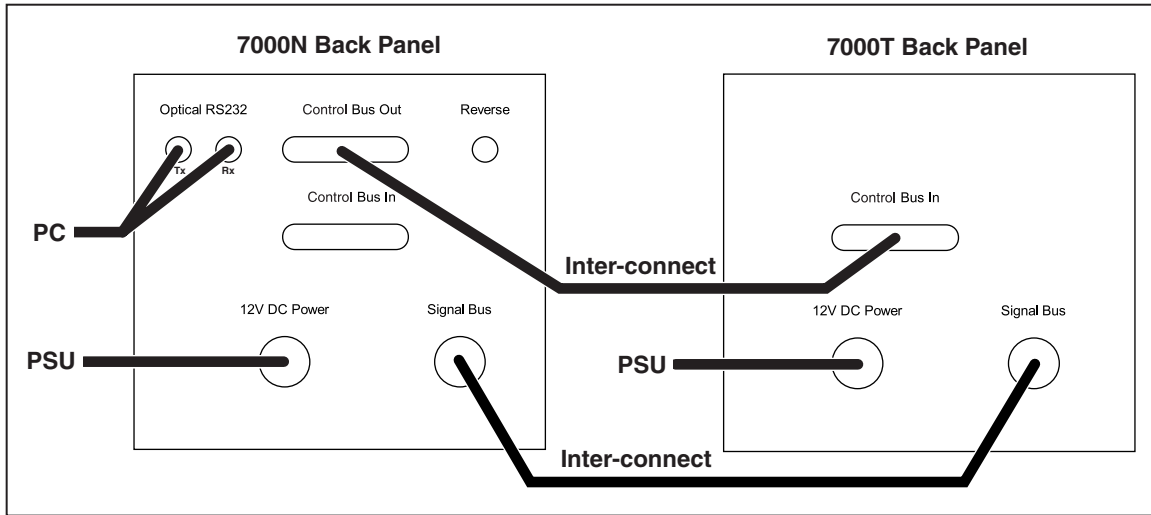 7000N Back Panel
7000T Back Panel
Optical RS232
Control Bus Out
Reverse
Tx
Rx
Control Bus In
Control Bus In
PC
Inter-connect
12V DC Power
Signal Bus
12V DC Power
Signal Bus
PSU
PSU
Inter-connect